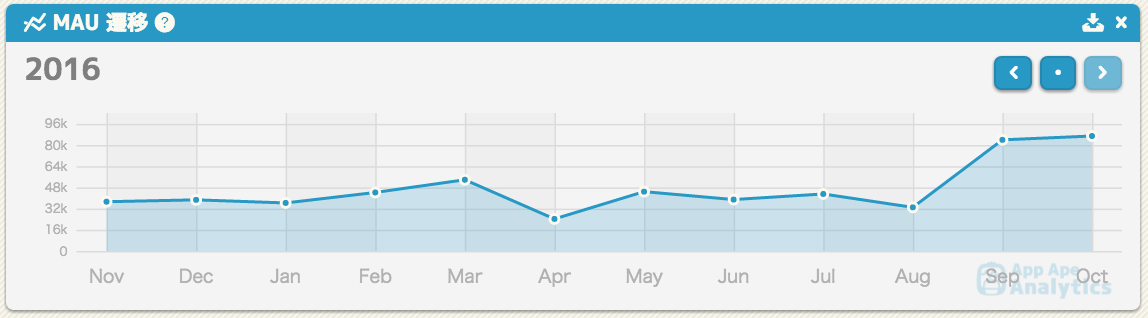 MAU 遷移 ?
2016
96k
80k
64k
48k
32k
16k
0
Nov Dec Jan Feb Mar Apr May Jun Jul Aug Sep Oct
App Ape
Analytics